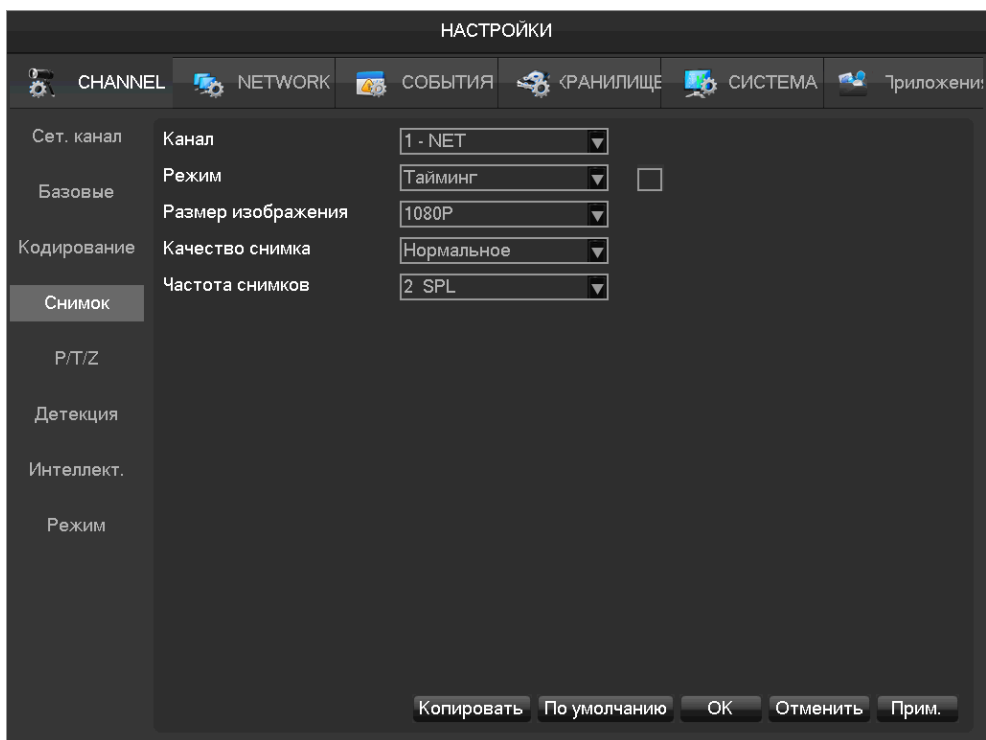 НАСТРОЙКИ
CHANNEL NETWORK СОБЫТИЯ ХРАНИЛИЩЕ СИСТЕМА Приложени
Сет. канал
Базовые
Кодирование
Снимок
P/T/Z
Детекция
Интеллект.
Режим
Канал 1 - NET
Режим Тайминг
Размер изображения 1080P
Качество снимка Нормальное
Частота снимков 2 SPL
Копировать По умолчанию OK Отменить Прим.